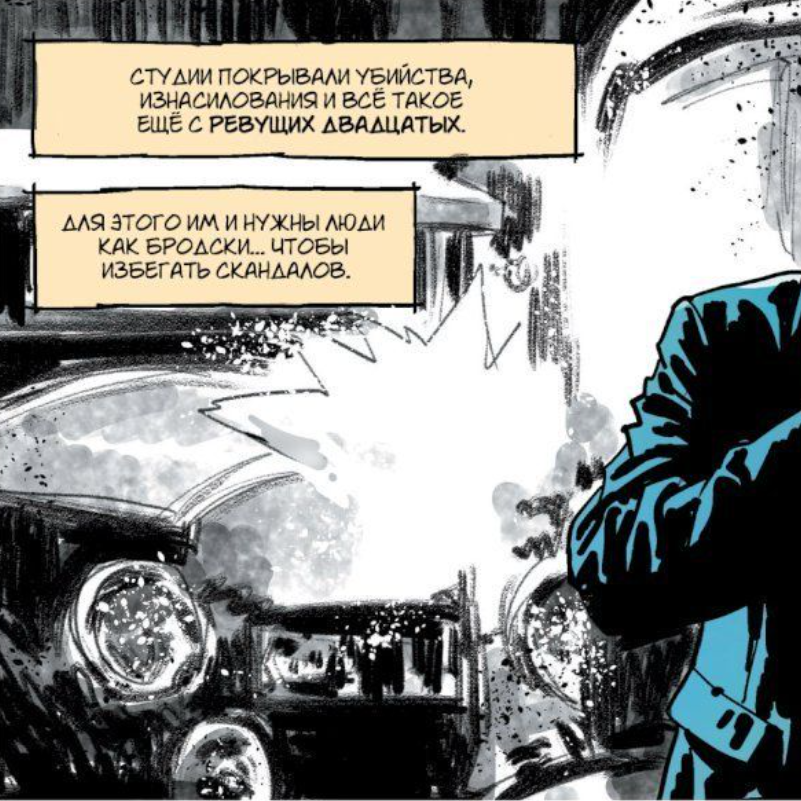 СТУДИИ ПОКРЫВАЛИ УБИЙСТВА,
ИЗНАСИЛОВАНИЯ И ВСЁ ТАКОЕ
ЕЩЁ С РЕВУЩИХ ДВАДЦАТЫХ.
ДЛЯ ЭТОГО ИМ И НУЖНЫ ЛЮДИ
КАК БРОДСКИ... ЧТОБЫ
ИЗБЕГАТЬ СКАНДАЛОВ.